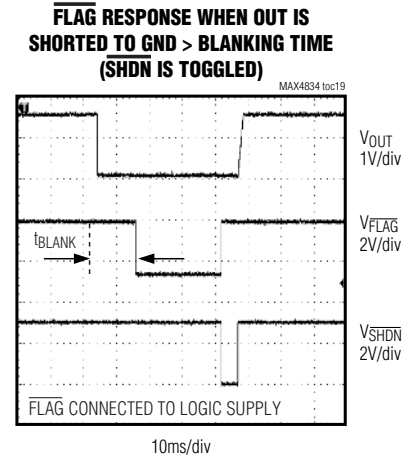 FLAG RESPONSE WHEN OUT IS
SHORTED TO GND > BLANKING TIME
(SHDN IS TOGGLED)
MAX4834 toc19
VOUT
1V/div
VFLAG
2V/div
tBLANK
VSHDN
2V/div
FLAG CONNECTED TO LOGIC SUPPLY
10ms/div